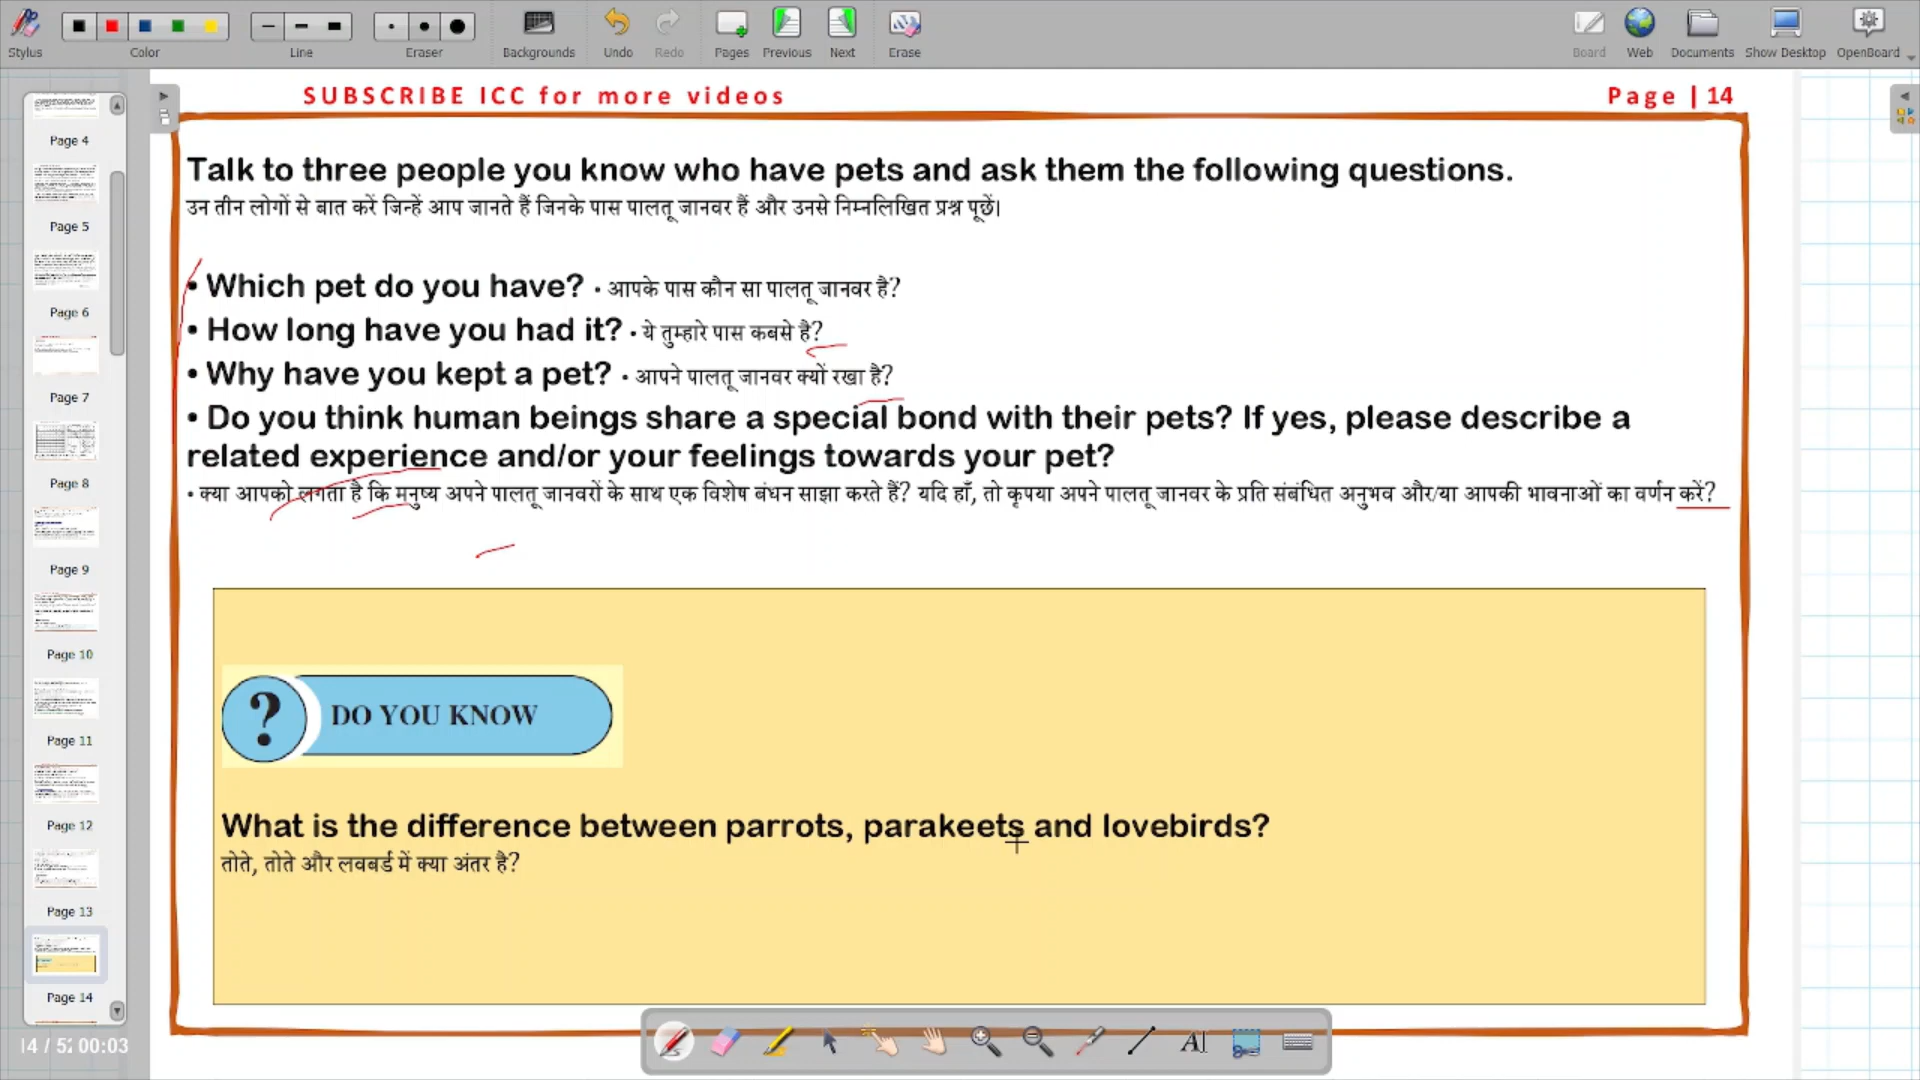 Stylus
Color
Line
Eraser
Backgrounds
Undo
Redo
Pages
Previous
Next
Erase
Board
Web
Documents
Show Desktop
OpenBoard
SUBSCRIBE ICC for more videos
Page | 14
Talk to three people you know who have pets and ask them the following questions.
उन तीन लोगों से बात करें जिन्हें आप जानते हैं जिनके पास पालतू जानवर हैं और उनसे निम्नलिखित प्रश्न पूछें।
• Which pet do you have? • आपके पास कौन सा पालतू जानवर है?
• How long have you had it? • ये तुम्हारे पास कबसे है?
• Why have you kept a pet? • आपने पालतू जानवर क्यों रखा है?
• Do you think human beings share a special bond with their pets? If yes, please describe a
related experience and/or your feelings towards your pet?
• क्या आपको लगता है कि मनुष्य अपने पालतू जानवरों के साथ एक विशेष बंधन साझा करते हैं? यदि हाँ, तो कृपया अपने पालतू जानवर के प्रति संबंधित अनुभव और/या आपकी भावनाओं का वर्णन करें?
? DO YOU KNOW
What is the difference between parrots, parakeets and lovebirds?
तोते, तोते और लवबर्ड में क्या अंतर है?
Page 4
Page 5
Page 6
Page 7
Page 8
Page 9
Page 10
Page 11
Page 12
Page 13
Page 14
00:03